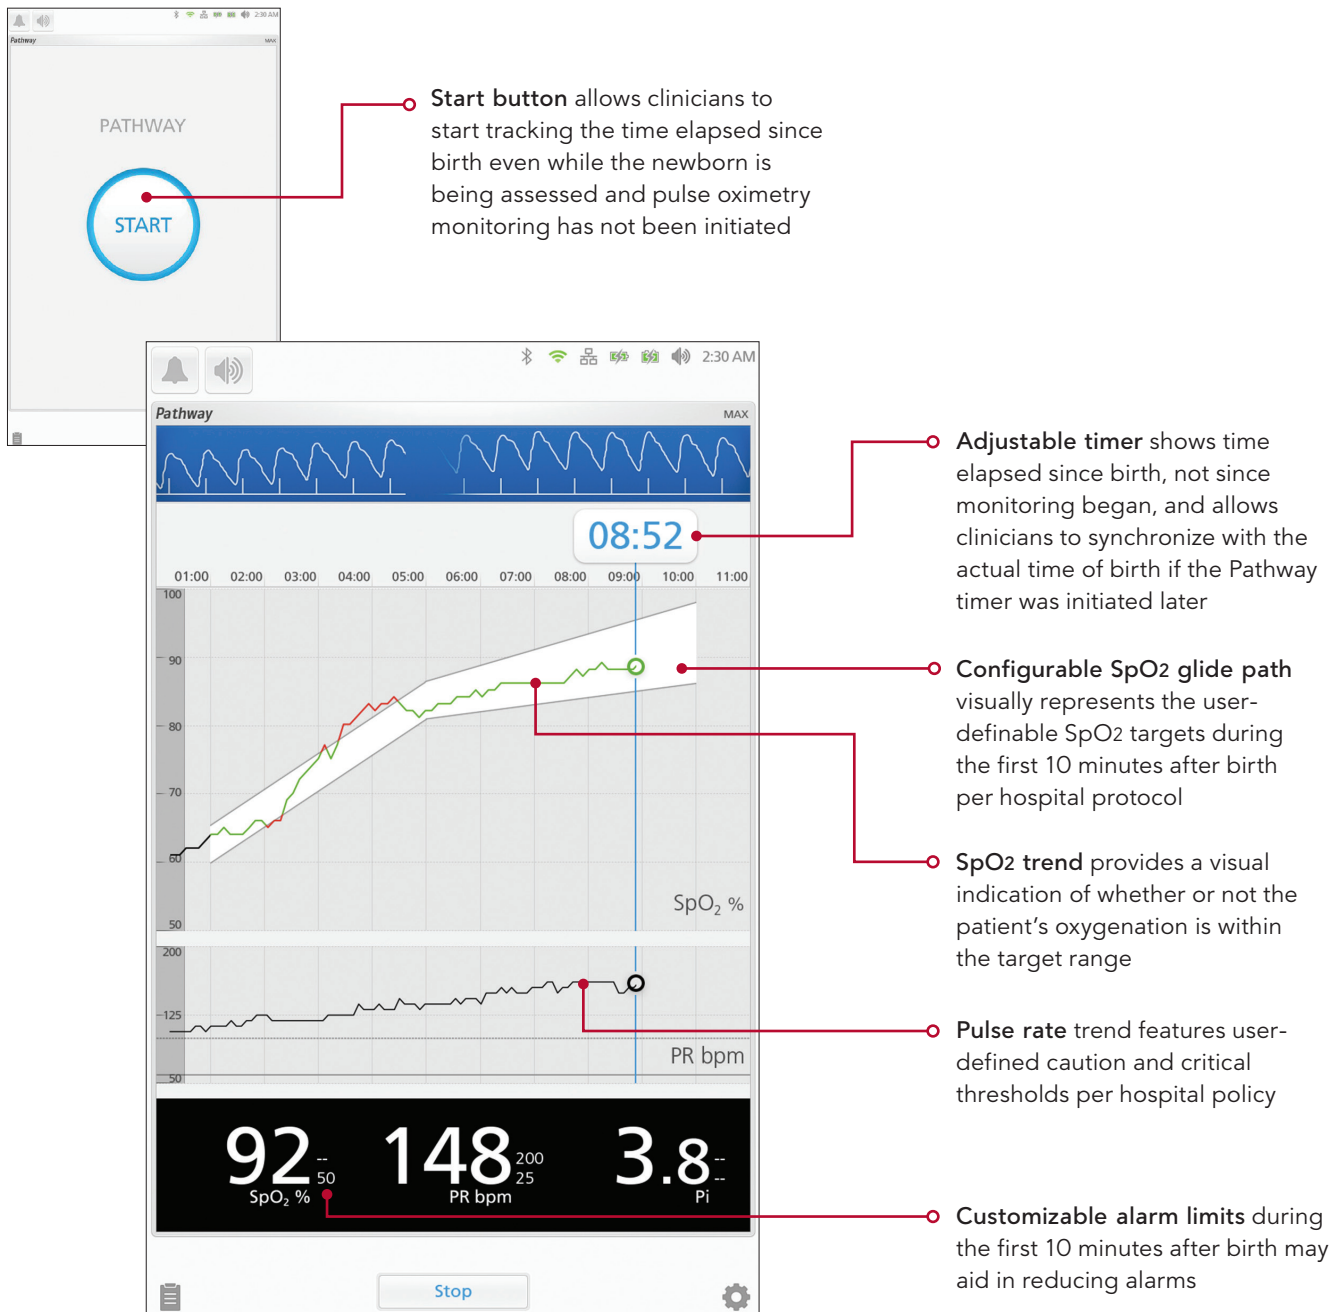 2:30 AM
Pathway
MAX
PATHWAY
START
Start button allows clinicians to
start tracking the time elapsed since
birth even while the newborn is
being assessed and pulse oximetry
monitoring has not been initiated
2:30 AM
Pathway
MAX
08:52
01:00 02:00 03:00 04:00 05:00 06:00 07:00 08:00 09:00 10:00 11:00
100
90
80
70
60
50
SpO2 %
200
125
50
PR bpm
92 -- 50 148 200 25 3.8 -- --
SpO2 % PR bpm Pi
Stop
Adjustable timer shows time
elapsed since birth, not since
monitoring began, and allows
clinicians to synchronize with the
actual time of birth if the Pathway
timer was initiated later
Configurable SpO2 glide path
visually represents the user-
definable SpO2 targets during
the first 10 minutes after birth
per hospital protocol
SpO2 trend provides a visual
indication of whether or not the
patient’s oxygenation is within
the target range
Pulse rate trend features user-
defined caution and critical
thresholds per hospital policy
Customizable alarm limits during
the first 10 minutes after birth may
aid in reducing alarms